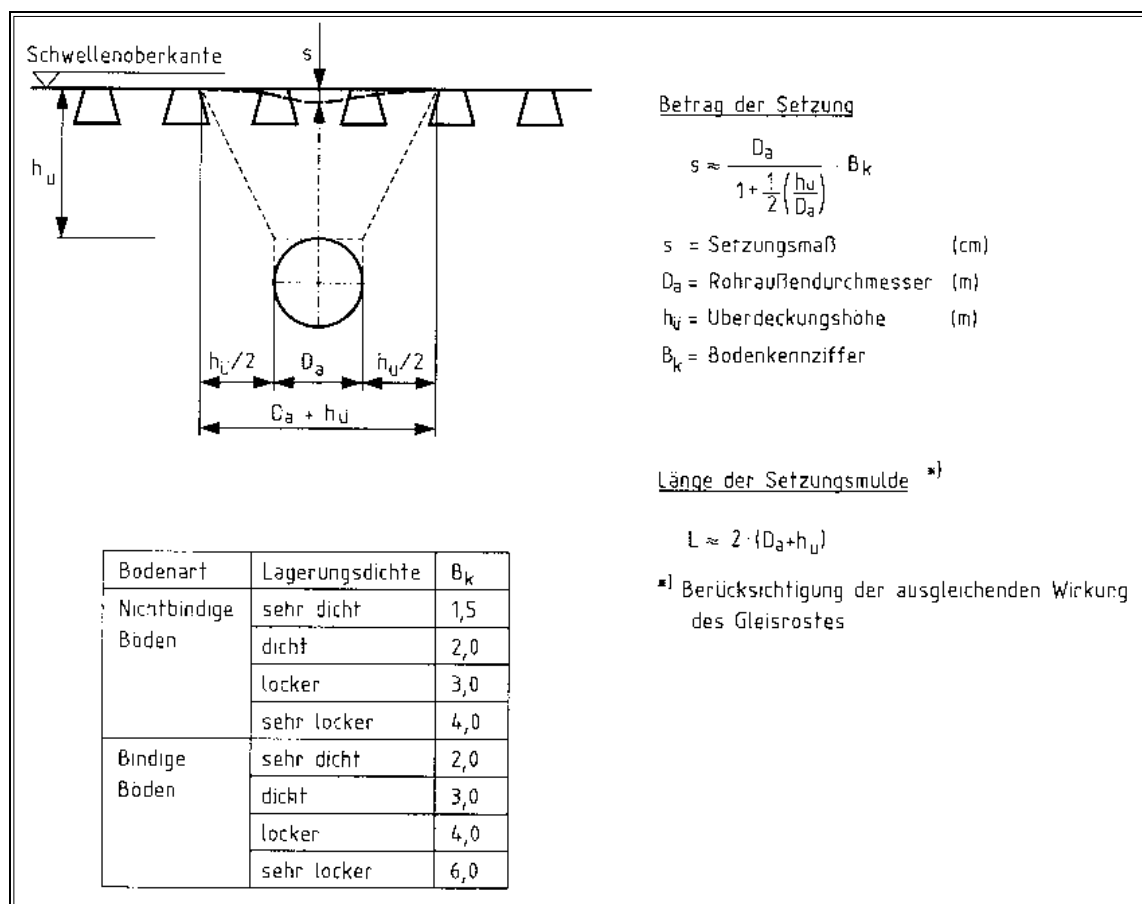 Schwellenoberkante
s
h_u
h_ü/2 D_a h_u/2
D_a + h_ü
Betrag der Setzung
s ≈ D_a / (1 + 1/2 (h_ü/D_a)) · B_k
s = Setzungsmaß (cm)
D_a = Rohraußendurchmesser (m)
h_ü = Uberdeckungshöhe (m)
B_k = Bodenkennziffer
Länge der Setzungsmulde *)
L ≈ 2·(D_a+h_u)
*) Berücksichtigung der ausgleichenden Wirkung
des Gleisrostes
Bodenart Lagerungsdichte B_k
Nichtbindige sehr dicht 1,5
Böden dicht 2,0
locker 3,0
sehr locker 4,0
Bindige sehr dicht 2,0
Böden dicht 3,0
locker 4,0
sehr locker 6,0